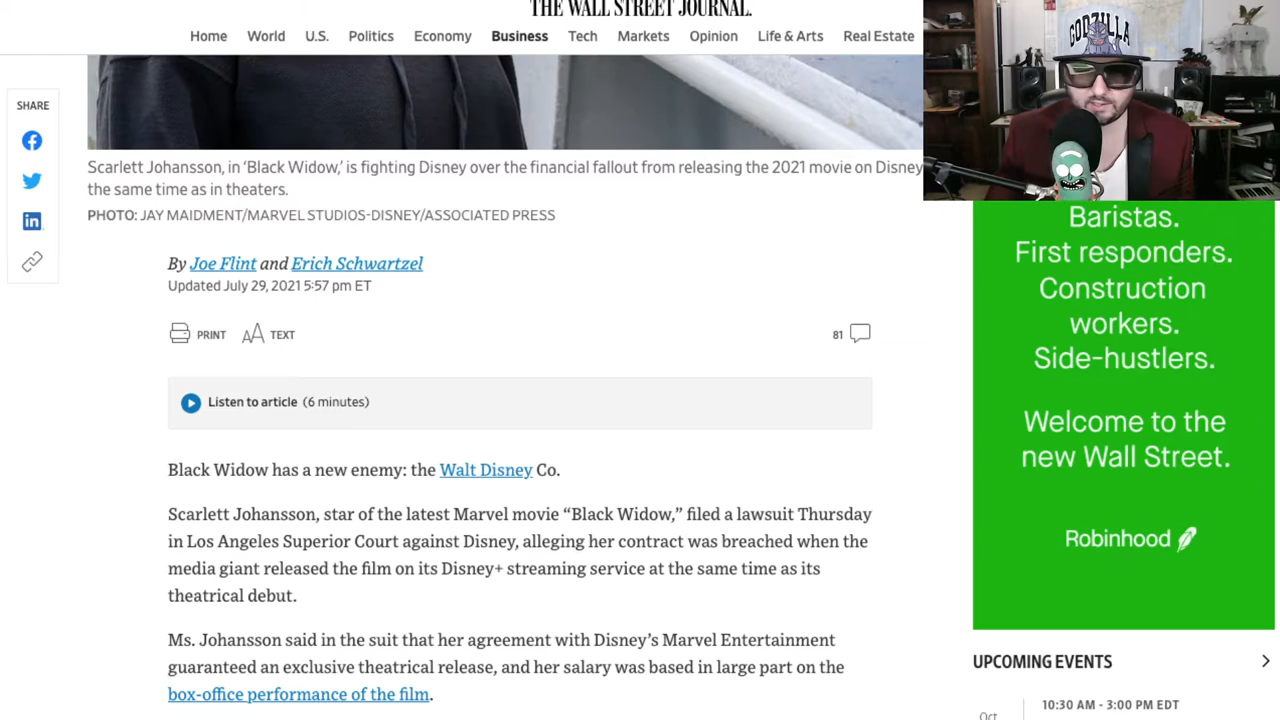 THE WALL STREET JOURNAL.
Home World U.S. Politics Economy Business Tech Markets Opinion Life & Arts Real Estate
GODZILLA
SHARE
Scarlett Johansson, in ‘Black Widow,’ is fighting Disney over the financial fallout from releasing the 2021 movie on Disney
the same time as in theaters.
PHOTO: JAY MAIDMENT/MARVEL STUDIOS-DISNEY/ASSOCIATED PRESS
By Joe Flint and Erich Schwartzel
Updated July 29, 2021 5:57 pm ET
PRINT AA TEXT 81
Listen to article (6 minutes)
Black Widow has a new enemy: the Walt Disney Co.
Scarlett Johansson, star of the latest Marvel movie “Black Widow,” filed a lawsuit Thursday
in Los Angeles Superior Court against Disney, alleging her contract was breached when the
media giant released the film on its Disney+ streaming service at the same time as its
theatrical debut.
Ms. Johansson said in the suit that her agreement with Disney’s Marvel Entertainment
guaranteed an exclusive theatrical release, and her salary was based in large part on the
box-office performance of the film.
Baristas.
First responders.
Construction
workers.
Side-hustlers.
Welcome to the
new Wall Street.
Robinhood
UPCOMING EVENTS
10:30 AM - 3:00 PM EDT
Oct